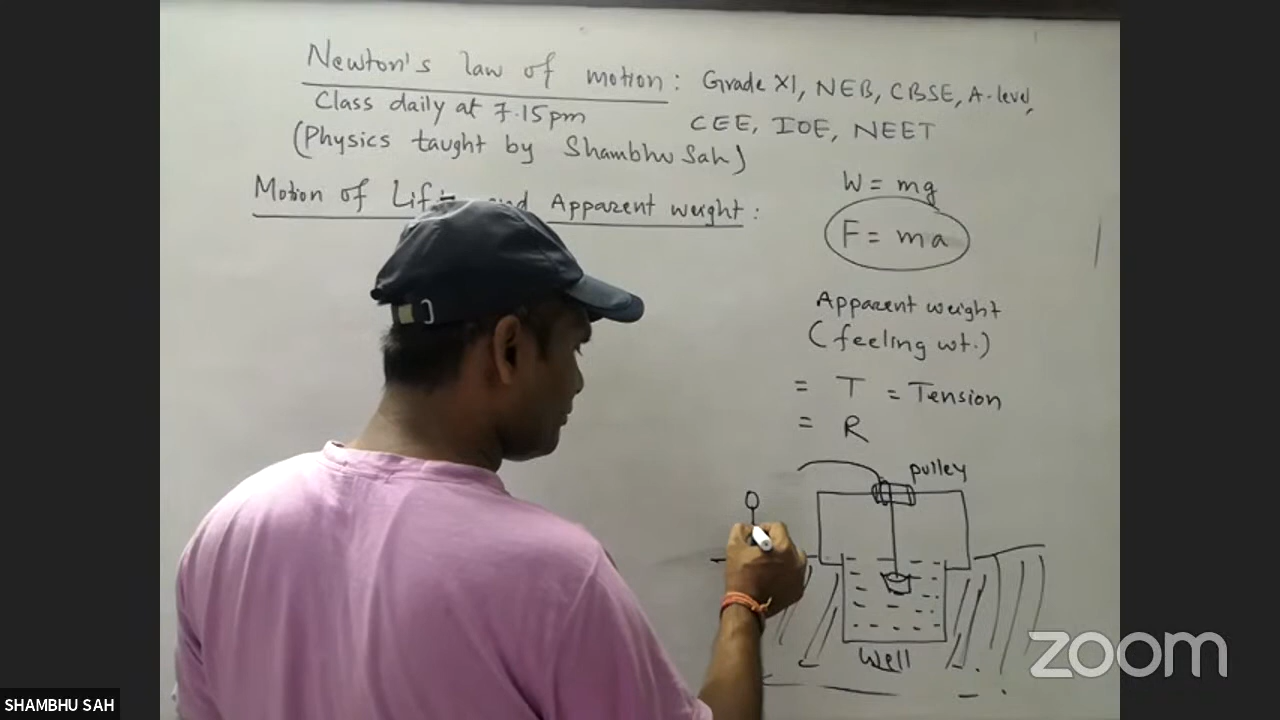 Newton's law of motion : Grade XI, NEB, CBSE, A-level,
CEE, IOE, NEET
Class daily at 7.15pm
(Physics taught by Shambhu Sah)
Motion of Lift and Apparent weight :
W = mg
F = ma
Apparent weight
(feeling wt.)
= T = Tension
= R
pulley
Well
zoom
SHAMBHU SAH